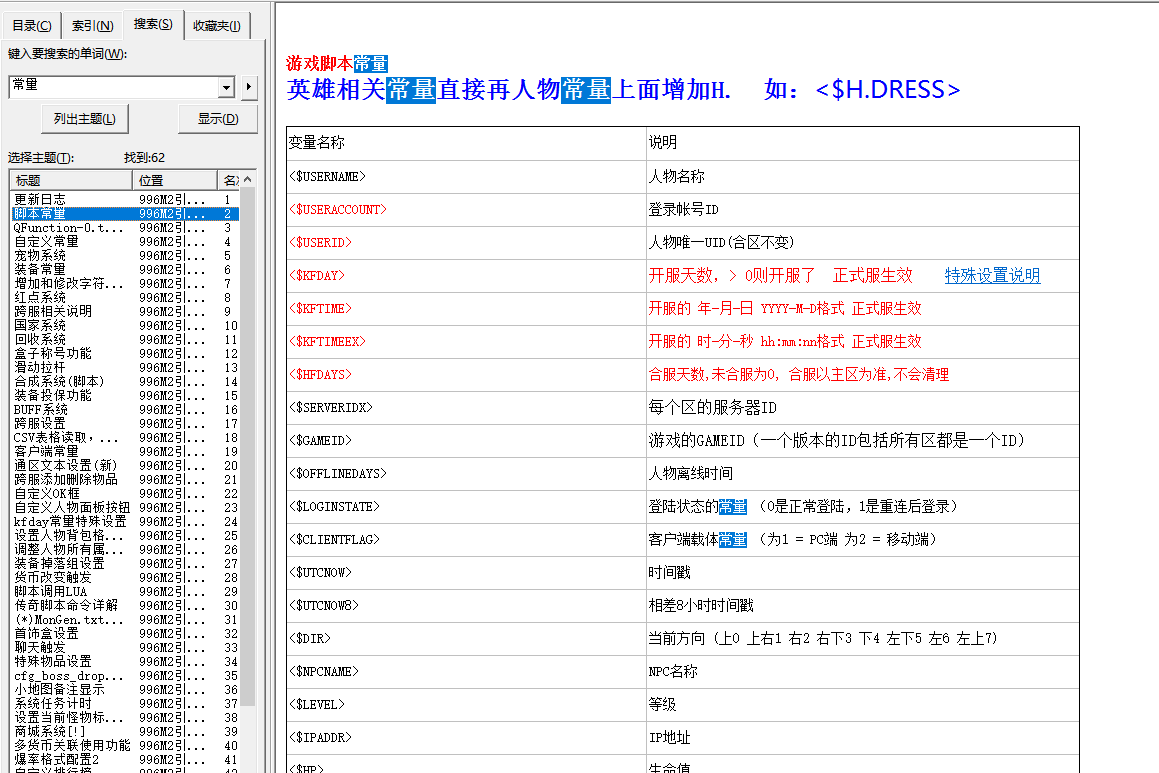 目录(C) 索引(N) 搜索(S) 收藏夹(I)
键入要搜索的单词(W):
常量
列出主题(L) 显示(D)
选择主题(T): 找到:62
标题 位置 名
更新日志 996M2引... 1
脚本常量 996M2引... 2
QFunction-0.t... 996M2引... 3
自定义常量 996M2引... 4
宠物系统 996M2引... 5
装备常量 996M2引... 6
增加和修改字符... 996M2引... 7
红点系统 996M2引... 8
跨服相关说明 996M2引... 9
国家系统 996M2引... 10
回收系统 996M2引... 11
盒子称号功能 996M2引... 12
滑动拉杆 996M2引... 13
合成系统(脚本) 996M2引... 14
装备投保功能 996M2引... 15
BUFF系统 996M2引... 16
跨服设置 996M2引... 17
CSV表格读取，... 996M2引... 18
客户端常量 996M2引... 19
通区文本设置(新) 996M2引... 20
跨服添加删除物品 996M2引... 21
自定义OK框 996M2引... 22
自定义人物面板按钮 996M2引... 23
kfday常量特殊设置 996M2引... 24
设置人物背包格... 996M2引... 25
调整人物所有属... 996M2引... 26
装备掉落组设置 996M2引... 27
货币改变触发 996M2引... 28
脚本调用LUA 996M2引... 29
传奇脚本命令详解 996M2引... 30
(*)MonGen.txt... 996M2引... 31
首饰盒设置 996M2引... 32
聊天触发 996M2引... 33
特殊物品设置 996M2引... 34
cfg_boss_drop... 996M2引... 35
小地图备注显示 996M2引... 36
系统任务计时 996M2引... 37
设置当前怪物标... 996M2引... 38
商城系统[!] 996M2引... 39
多货币关联使用功能 996M2引... 40
爆率格式配置2 996M2引... 41
游戏脚本常量
英雄相关常量直接再人物常量上面增加H. 如：<$H.DRESS>
变量名称 说明
<$USERNAME> 人物名称
<$USERACCOUNT> 登录帐号ID
<$USERID> 人物唯一UID(合区不变)
<$KFDAY> 开服天数，> 0则开服了 正式服生效 特殊设置说明
<$KFTIME> 开服的 年-月-日 YYYY-M-D格式 正式服生效
<$KFTIMEEX> 开服的 时-分-秒 hh:mm:nn格式 正式服生效
<$HFDAYS> 合服天数,未合服为0, 合服以主区为准,不会清理
<$SERVERIDX> 每个区的服务器ID
<$GAMEID> 游戏的GAMEID（一个版本的ID包括所有区都是一个ID）
<$OFFLINEDAYS> 人物离线时间
<$LOGINSTATE> 登陆状态的常量 （0是正常登陆，1是重连后登录）
<$CLIENTFLAG> 客户端载体常量 （为1 = PC端 为2 = 移动端）
<$UTCNOW> 时间戳
<$UTCNOW8> 相差8小时时间戳
<$DIR> 当前方向 (上0 上右1 右2 右下3 下4 左下5 左6 左上7)
<$NPCNAME> NPC名称
<$LEVEL> 等级
<$IPADDR> IP地址
<$HP> 生命值